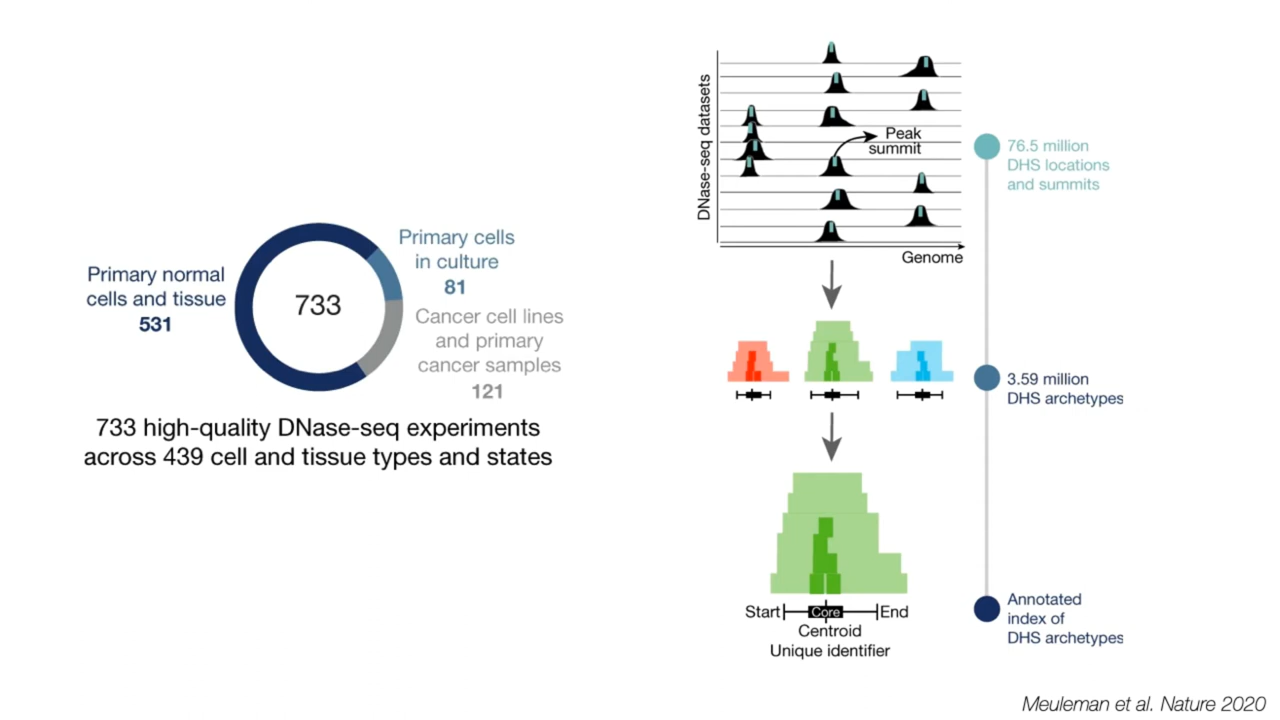 Primary normal
cells and tissue
531
733
Primary cells
in culture
81
Cancer cell lines
and primary
cancer samples
121
733 high-quality DNase-seq experiments
across 439 cell and tissue types and states
DNase-seq datasets
Peak
summit
Genome
76.5 million
DHS locations
and summits
3.59 million
DHS archetypes
Start
Core
End
Centroid
Unique identifier
Annotated
index of
DHS archetypes
Meuleman et al. Nature 2020